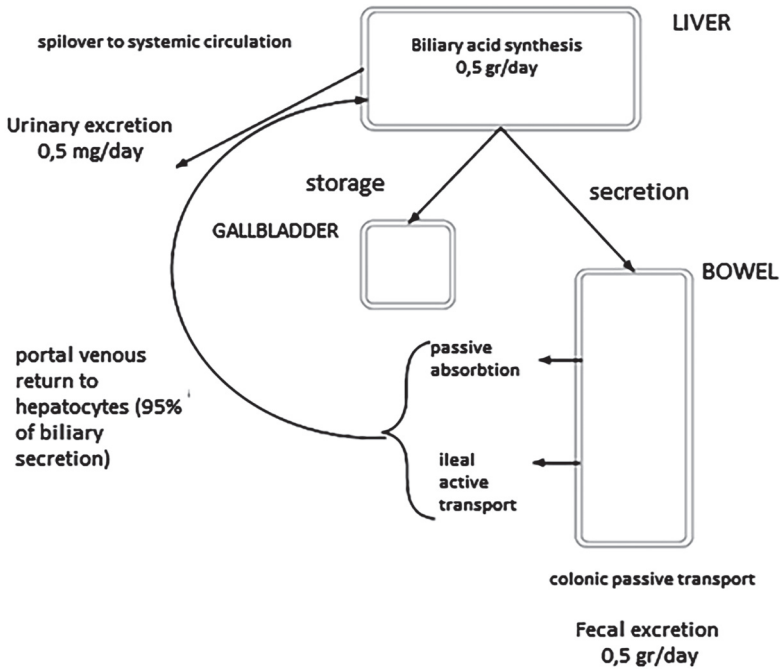 LIVER
spilover to systemic circulation
Biliary acid synthesis
0,5 gr/day
Urinary excretion
0,5 mg/day
storage
secretion
GALLBLADDER
BOWEL
portal venous
return to
hepatocytes (95%
of biliary
secretion)
passive
absorbtion
ileal
active
transport
colonic passive transport
Fecal excretion
0,5 gr/day